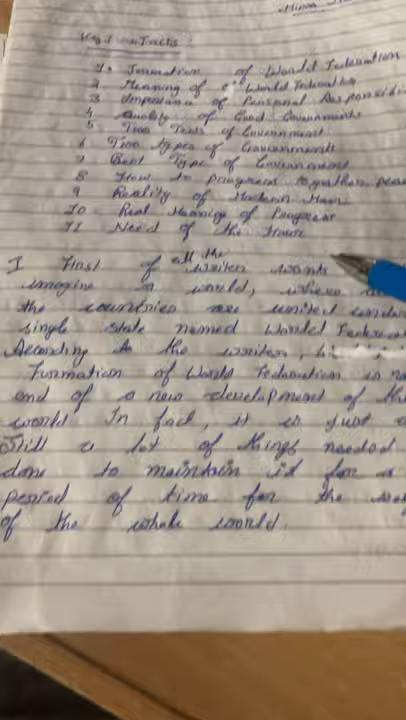 Key Extracts:
1. Formation of World Federation
2 Meaning of World Federation
3 Importance of Personal Responsibi
4 Quality of Good Governments
5 Two Tests of Government
6 Two Types of Governments
7 Best Type of Government
8 How to Progress together
9 Reality of Modern
10 Real Meaning of Progress
11 Need of the Hour
I First of all the writer wants
imagine a world, where
the countries are united
single state named World Federa
According to the writer,
Formation of World Federation is
end of a new development of
world In fact, it is just a
Still a lot of things needed
done to maintain it for a
period of time for the
of the whole world.